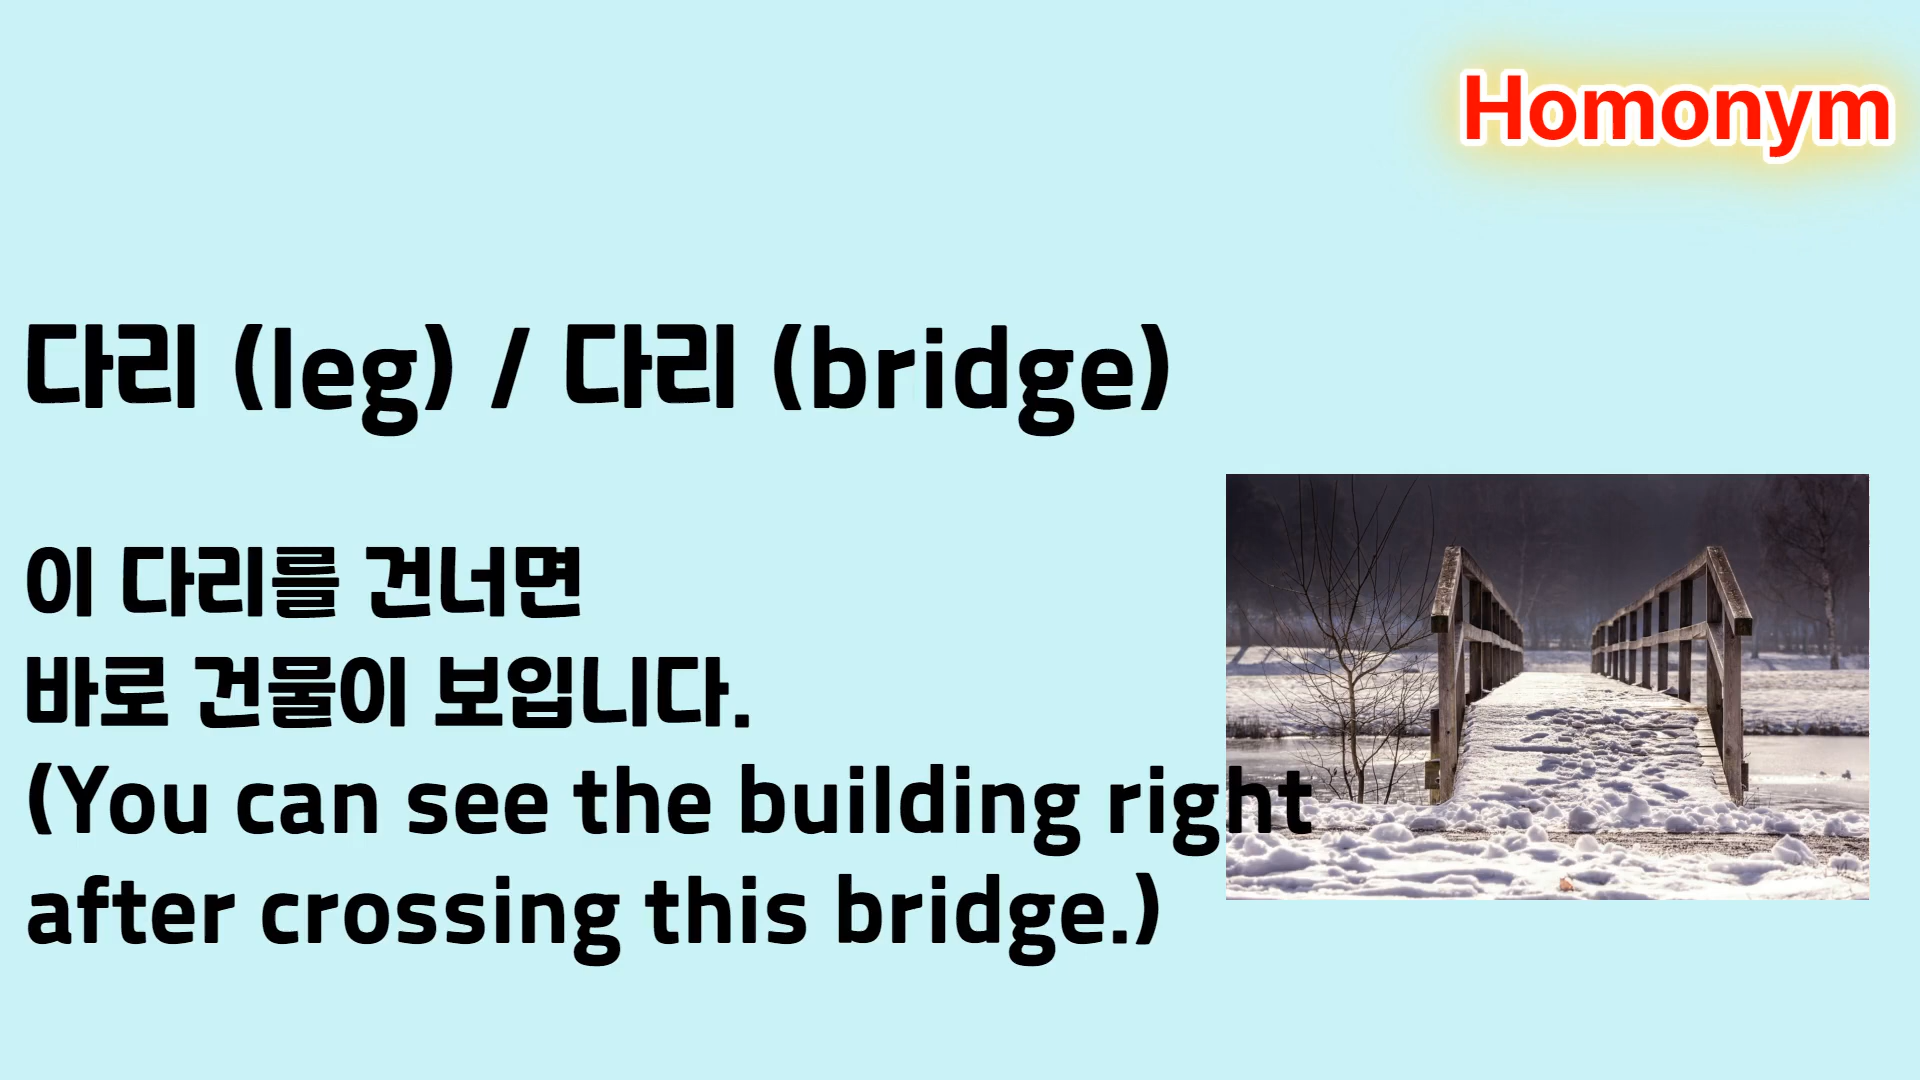 Homonym
다리 (leg) / 다리 (bridge)
이 다리를 건너면
바로 건물이 보입니다.
(You can see the building right
after crossing this bridge.)